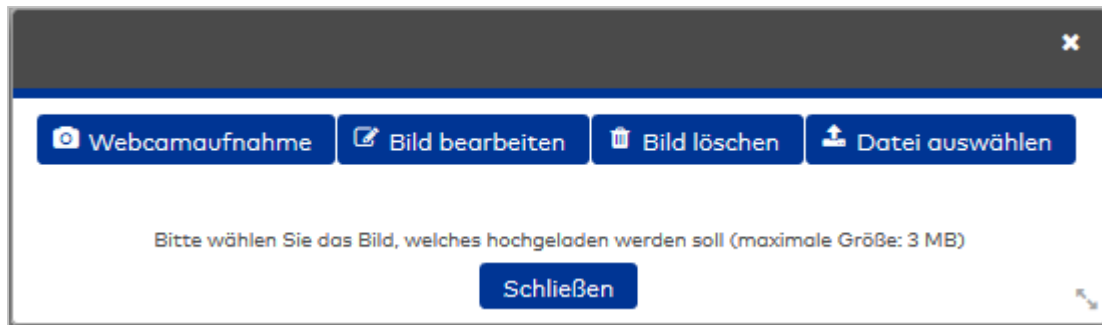 Webcamaufnahme Bild bearbeiten Bild löschen Datei auswählen
Bitte wählen Sie das Bild, welches hochgeladen werden soll (maximale Größe: 3 MB)
Schließen